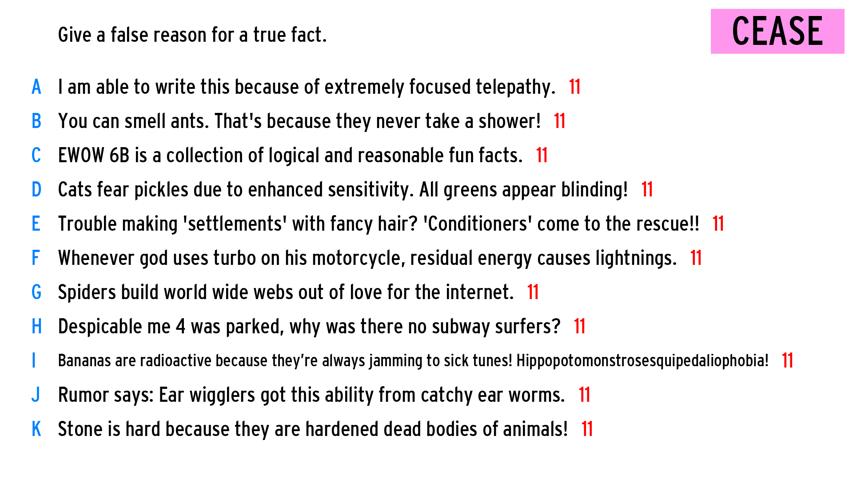 Give a false reason for a true fact.
CEASE
A I am able to write this because of extremely focused telepathy. 11
B You can smell ants. That's because they never take a shower! 11
C EWOW 6B is a collection of logical and reasonable fun facts. 11
D Cats fear pickles due to enhanced sensitivity. All greens appear blinding! 11
E Trouble making 'settlements' with fancy hair? 'Conditioners' come to the rescue!! 11
F Whenever god uses turbo on his motorcycle, residual energy causes lightnings. 11
G Spiders build world wide webs out of love for the internet. 11
H Despicable me 4 was parked, why was there no subway surfers? 11
I Bananas are radioactive because they're always jamming to sick tunes! Hippopotomonstrosesquipedaliophobia! 11
J Rumor says: Ear wigglers got this ability from catchy ear worms. 11
K Stone is hard because they are hardened dead bodies of animals! 11